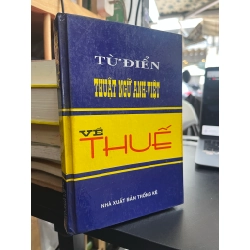 TỪ ĐIỂN
THUẬT NGỮ ANH-VIỆT
VỀ
THUẾ
NHÀ XUẤT BẢN THỐNG KÊ